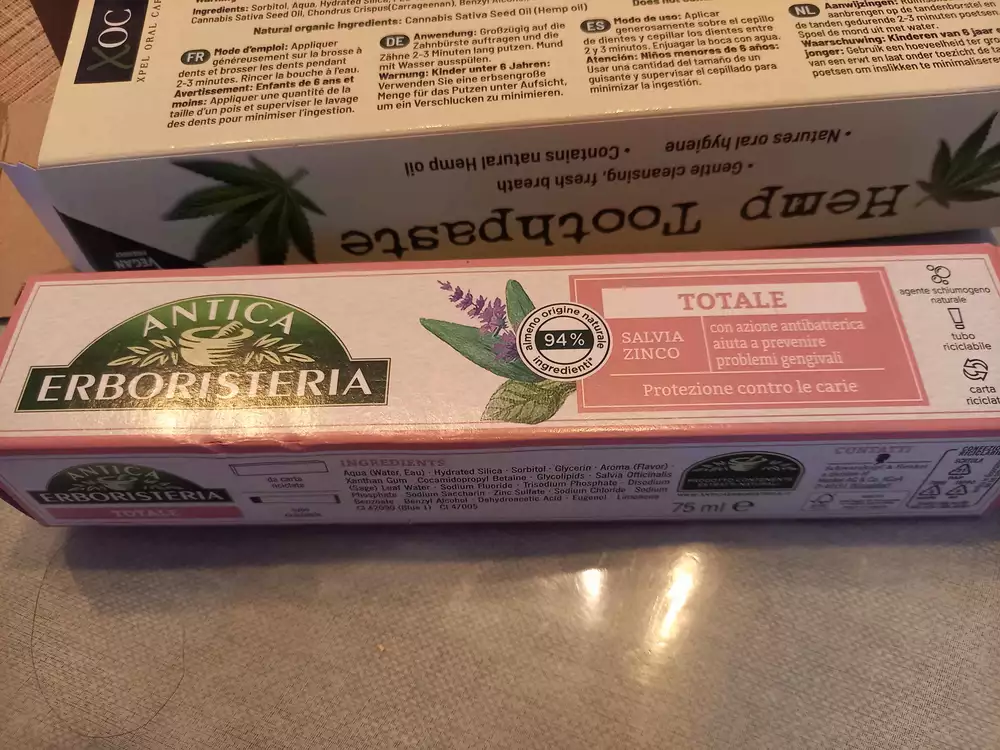 XOC
XPEL ORAL CAR
Ingredients: Sorbitol, Aqua, Hydrated Silica,
Cannabis Sativa Seed Oil, Chondrus Crispus(Carrageenan), Benzyl
Natural organic Ingredients: Cannabis Sativa Seed Oil (Hemp oil)
FR Mode d'emploi: Appliquer
généreusement sur la brosse à
dents et brosser les dents pendant
2-3 minutes. Rincer la bouche à l'eau.
Avertissement: Enfants de 6 ans et
moins: Appliquer une quantité de la
taille d'un pois et superviser le lavage
des dents pour minimiser l'ingestion.
DE Anwendung: Großzügig auf die
Zahnbürste auftragen und die
Zähne 2-3 Minuten lang putzen. Mund
mit Wasser ausspülen.
Warnung: Kinder unter 6 Jahren:
Verwenden Sie eine erbsengroße
Menge für das Putzen unter Aufsicht,
um ein Verschlucken zu minimieren.
ES Modo de uso: Aplicar
generosamente sobre el cepillo
de dientes y cepillar los dientes entre
2 y 3 minutos. Enjuagar la boca con agua.
Atención: Niños menores de 6 años:
Usar una cantidad del tamaño de un
guisante y supervisar el cepillado para
minimizar la ingestión.
NL Aanwijzingen:
aanbrengen op de tandenborstel en
de tanden gedurende 2-3 minuten poetsen
Spoel de mond uit met water.
Waarschuwing: Kinderen van 6 jaar
jonger: Gebruik een hoeveelheid ter
van een erwt en laat onder toezicht
poetsen om inslikken te minimalisere
Hemp Toothpaste
• Gentle cleansing, fresh breath
• Natures oral hygiene • Contains natural Hemp oil
VEGAN
ANTICA
ERBORISTERIA
almeno origine naturale
94%
ingredienti*
TOTALE
SALVIA
ZINCO
con azione antibatterica
aiuta a prevenire
problemi gengivali
Protezione contro le carie
agente schiumogeno
naturale
tubo
riciclabile
carta
riciclat
ANTICA
ERBORISTERIA
TOTALE
da carta
riciclata
INGREDIENTS
Aqua (Water, Eau) · Hydrated Silica · Sorbitol · Glycerin · Aroma (Flavor) ·
Xanthan Gum · Cocamidopropyl Betaine · Glycolipids · Salvia Officinalis
(Sage) Leaf Water · Sodium Fluoride · Trisodium Phosphate · Disodium
Phosphate · Sodium Saccharin · Zinc Sulfate · Sodium Chloride · Sodium
Benzoate · Benzyl Alcohol · Dehydroacetic Acid · Eugenol · Limonene
CI 42090 (Blue 1) · CI 47005
75 ml e
CONTATTI